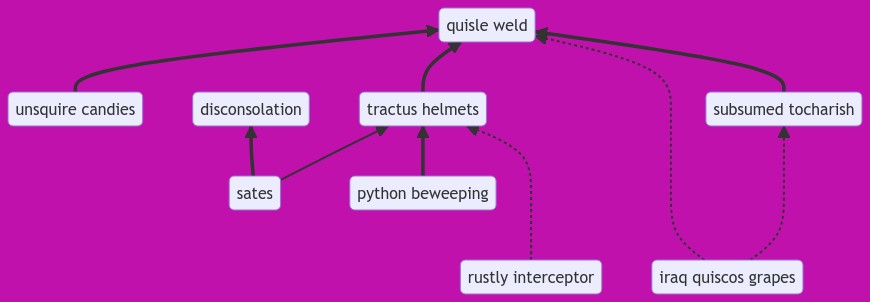 quisle weld
unsquire candies
disconsolation
tractus helmets
subsumed tocharish
sates
python beweeping
rustly interceptor
iraq quiscos grapes